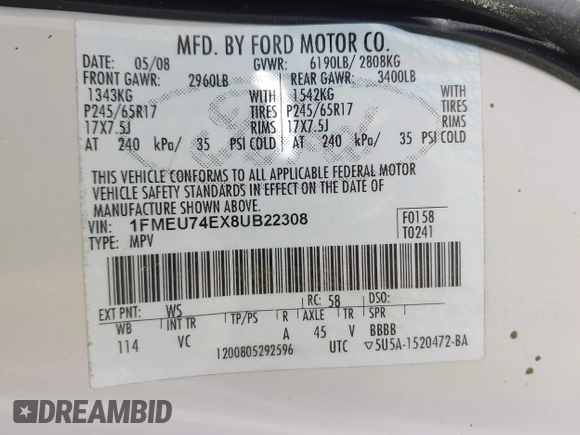 MFD. BY FORD MOTOR CO.
DATE: 05/08 GVWR: 6190LB/ 2808KG
FRONT GAWR: 2960LB REAR GAWR: 3400LB
1343KG 1542KG
P245/65R17 TIRES P245/65R17 TIRES
17X7.5J RIMS 17X7.5J RIMS
AT 240 kPa/ 35 PSI COLD AT 240 kPa/ 35 PSI COLD
THIS VEHICLE CONFORMS TO ALL APPLICABLE FEDERAL MOTOR
VEHICLE SAFETY STANDARDS IN EFFECT ON THE DATE OF
MANUFACTURE SHOWN ABOVE.
VIN: 1FMEU74EX8UB22308 F0158
TYPE: MPV T0241
EXT PNT: WS RC: 58 DSO:
WB INT TR TP/PS R AXLE TR SPR
114 VC A 45 V BBBB
1200805292596 UTC ▽5U5A-1520472-BA
Ford
DREAMBID